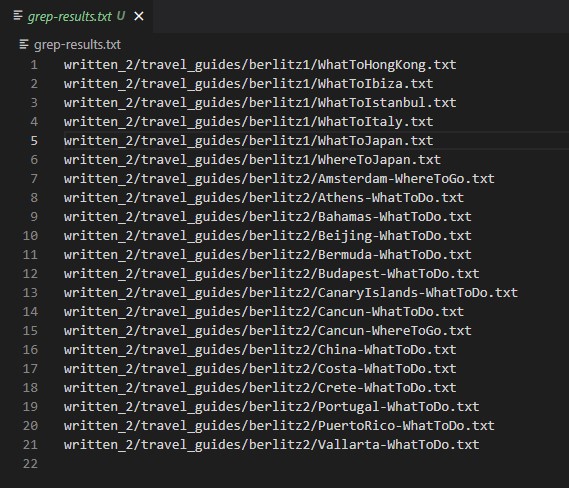 grep-results.txt U ×
grep-results.txt
1 written_2/travel_guides/berlitz1/WhatToHongKong.txt
2 written_2/travel_guides/berlitz1/WhatToIbiza.txt
3 written_2/travel_guides/berlitz1/WhatToIstanbul.txt
4 written_2/travel_guides/berlitz1/WhatToItaly.txt
5 written_2/travel_guides/berlitz1/WhatToJapan.txt
6 written_2/travel_guides/berlitz1/WhereToJapan.txt
7 written_2/travel_guides/berlitz2/Amsterdam-WhereToGo.txt
8 written_2/travel_guides/berlitz2/Athens-WhatToDo.txt
9 written_2/travel_guides/berlitz2/Bahamas-WhatToDo.txt
10 written_2/travel_guides/berlitz2/Beijing-WhatToDo.txt
11 written_2/travel_guides/berlitz2/Bermuda-WhatToDo.txt
12 written_2/travel_guides/berlitz2/Budapest-WhatToDo.txt
13 written_2/travel_guides/berlitz2/CanaryIslands-WhatToDo.txt
14 written_2/travel_guides/berlitz2/Cancun-WhatToDo.txt
15 written_2/travel_guides/berlitz2/Cancun-WhereToGo.txt
16 written_2/travel_guides/berlitz2/China-WhatToDo.txt
17 written_2/travel_guides/berlitz2/Costa-WhatToDo.txt
18 written_2/travel_guides/berlitz2/Crete-WhatToDo.txt
19 written_2/travel_guides/berlitz2/Portugal-WhatToDo.txt
20 written_2/travel_guides/berlitz2/PuertoRico-WhatToDo.txt
21 written_2/travel_guides/berlitz2/Vallarta-WhatToDo.txt
22